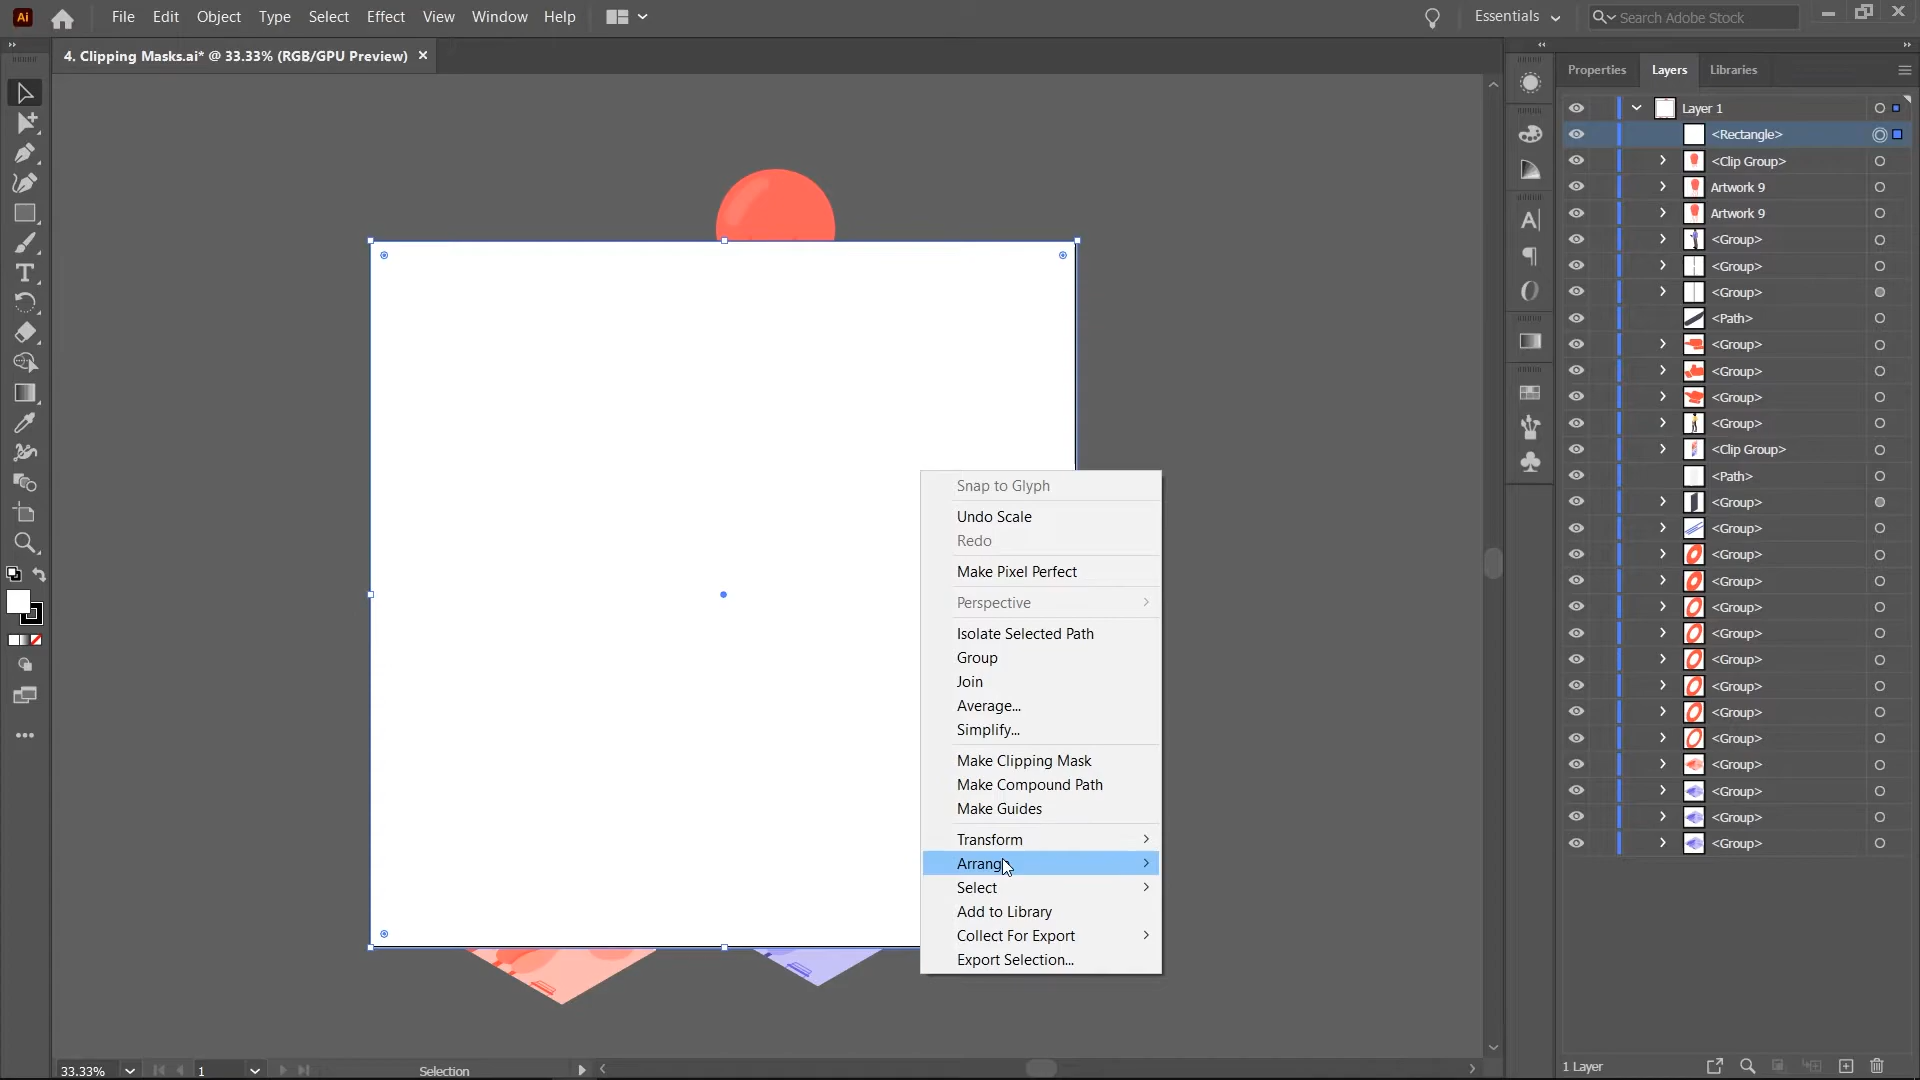 Ai File Edit Object Type Select Effect View Window Help Essentials Search Adobe Stock
4. Clipping Masks.ai* @ 33.33% (RGB/GPU Preview)
Properties Layers Libraries
Layer 1
<Rectangle>
<Clip Group>
Artwork 9
Artwork 9
<Group>
<Group>
<Group>
<Path>
<Group>
<Group>
<Group>
<Group>
<Clip Group>
<Path>
<Group>
<Group>
<Group>
<Group>
<Group>
<Group>
<Group>
<Group>
<Group>
<Group>
<Group>
<Group>
<Group>
<Group>
Snap to Glyph
Undo Scale
Redo
Make Pixel Perfect
Perspective
Isolate Selected Path
Group
Join
Average...
Simplify...
Make Clipping Mask
Make Compound Path
Make Guides
Transform
Arrange
Select
Add to Library
Collect For Export
Export Selection...
33.33% 1 Selection
1 Layer